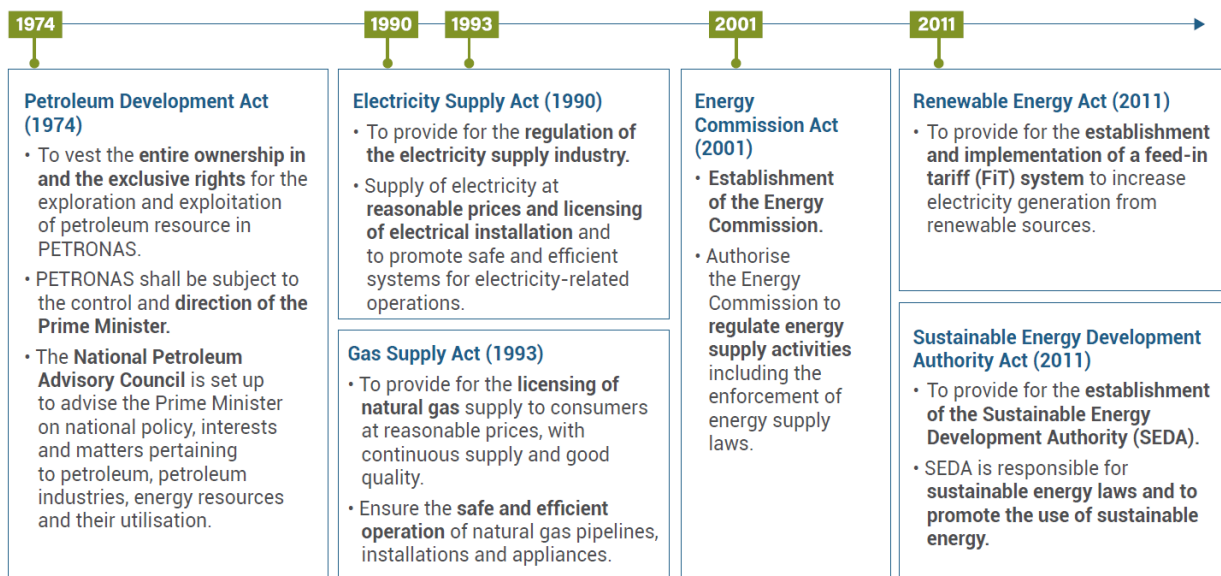 1974
1990
1993
2001
2011
Petroleum Development Act
(1974)
• To vest the entire ownership in
and the exclusive rights for the
exploration and exploitation
of petroleum resource in
PETRONAS.
• PETRONAS shall be subject to
the control and direction of the
Prime Minister.
• The National Petroleum
Advisory Council is set up
to advise the Prime Minister
on national policy, interests
and matters pertaining
to petroleum, petroleum
industries, energy resources
and their utilisation.
Electricity Supply Act (1990)
• To provide for the regulation of
the electricity supply industry.
• Supply of electricity at
reasonable prices and licensing
of electrical installation and
to promote safe and efficient
systems for electricity-related
operations.
Gas Supply Act (1993)
• To provide for the licensing of
natural gas supply to consumers
at reasonable prices, with
continuous supply and good
quality.
• Ensure the safe and efficient
operation of natural gas pipelines,
installations and appliances.
Energy
Commission Act
(2001)
• Establishment
of the Energy
Commission.
• Authorise
the Energy
Commission to
regulate energy
supply activities
including the
enforcement of
energy supply
laws.
Renewable Energy Act (2011)
• To provide for the establishment
and implementation of a feed-in
tariff (FiT) system to increase
electricity generation from
renewable sources.
Sustainable Energy Development
Authority Act (2011)
• To provide for the establishment
of the Sustainable Energy
Development Authority (SEDA).
• SEDA is responsible for
sustainable energy laws and to
promote the use of sustainable
energy.